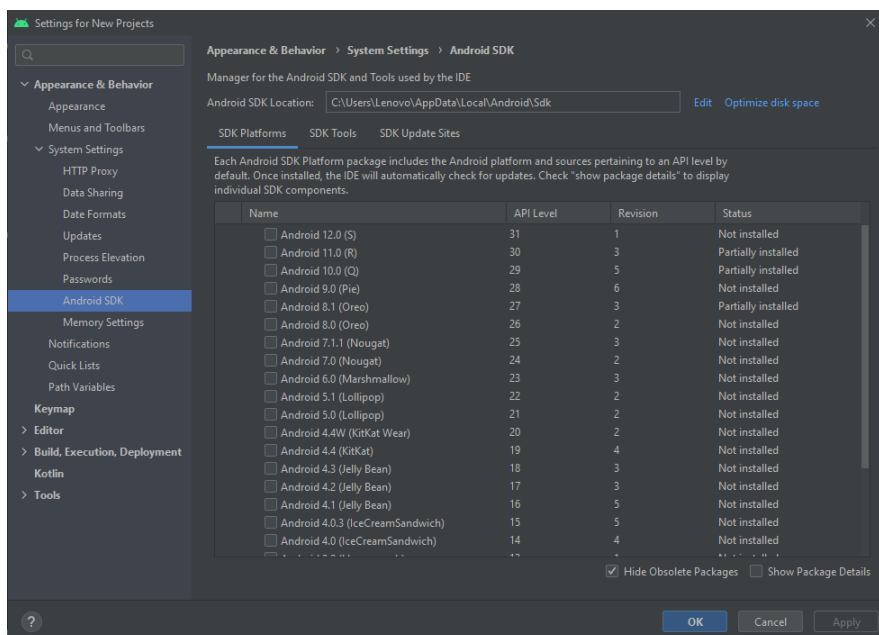 Settings for New Projects
Appearance & Behavior › System Settings › Android SDK
Manager for the Android SDK and Tools used by the IDE
Appearance & Behavior
Appearance
Menus and Toolbars
System Settings
HTTP Proxy
Data Sharing
Date Formats
Updates
Process Elevation
Passwords
Android SDK
Memory Settings
Notifications
Quick Lists
Path Variables
Keymap
Editor
Build, Execution, Deployment
Kotlin
Tools
Android SDK Location: C:\Users\Lenovo\AppData\Local\Android\Sdk Edit Optimize disk space
SDK Platforms SDK Tools SDK Update Sites
Each Android SDK Platform package includes the Android platform and sources pertaining to an API level by
default. Once installed, the IDE will automatically check for updates. Check "show package details" to display
individual SDK components.
Name API Level Revision Status
Android 12.0 (S) 31 1 Not installed
Android 11.0 (R) 30 3 Partially installed
Android 10.0 (Q) 29 5 Partially installed
Android 9.0 (Pie) 28 6 Not installed
Android 8.1 (Oreo) 27 3 Partially installed
Android 8.0 (Oreo) 26 2 Not installed
Android 7.1.1 (Nougat) 25 3 Not installed
Android 7.0 (Nougat) 24 2 Not installed
Android 6.0 (Marshmallow) 23 3 Not installed
Android 5.1 (Lollipop) 22 2 Not installed
Android 5.0 (Lollipop) 21 2 Not installed
Android 4.4W (KitKat Wear) 20 2 Not installed
Android 4.4 (KitKat) 19 4 Not installed
Android 4.3 (Jelly Bean) 18 3 Not installed
Android 4.2 (Jelly Bean) 17 3 Not installed
Android 4.1 (Jelly Bean) 16 5 Not installed
Android 4.0.3 (IceCreamSandwich) 15 5 Not installed
Android 4.0 (IceCreamSandwich) 14 4 Not installed
Hide Obsolete Packages Show Package Details
? OK Cancel Apply